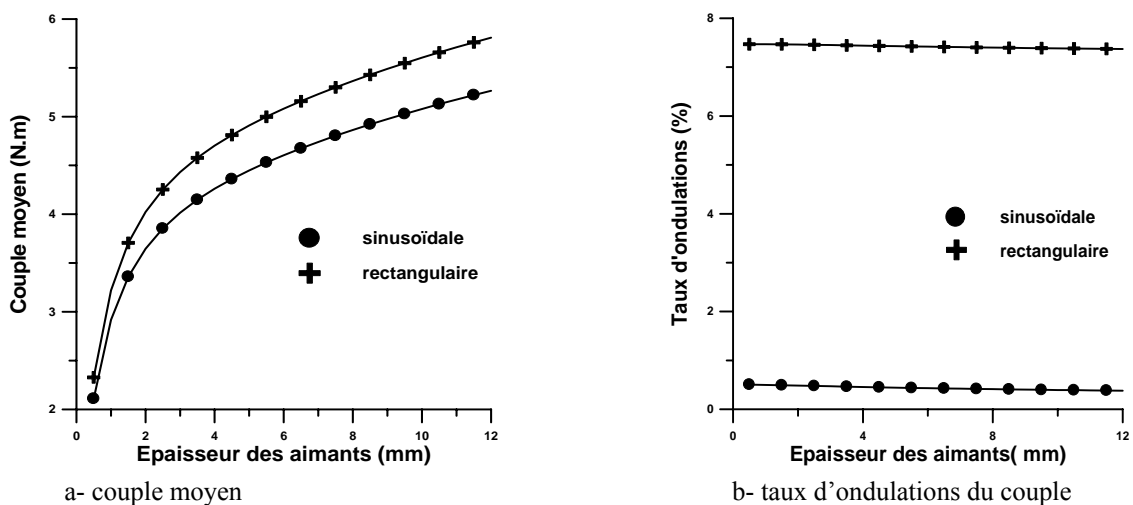 6
5
4
3
2
Couple moyen (N.m)
sinusoïdale
rectangulaire
0 2 4 6 8 10 12
Epaisseur des aimants (mm)
a- couple moyen
8
6
4
2
0
Taux d'ondulations (%)
sinusoïdale
rectangulaire
0 4 8 12
Epaisseur des aimants( mm)
b- taux d’ondulations du couple